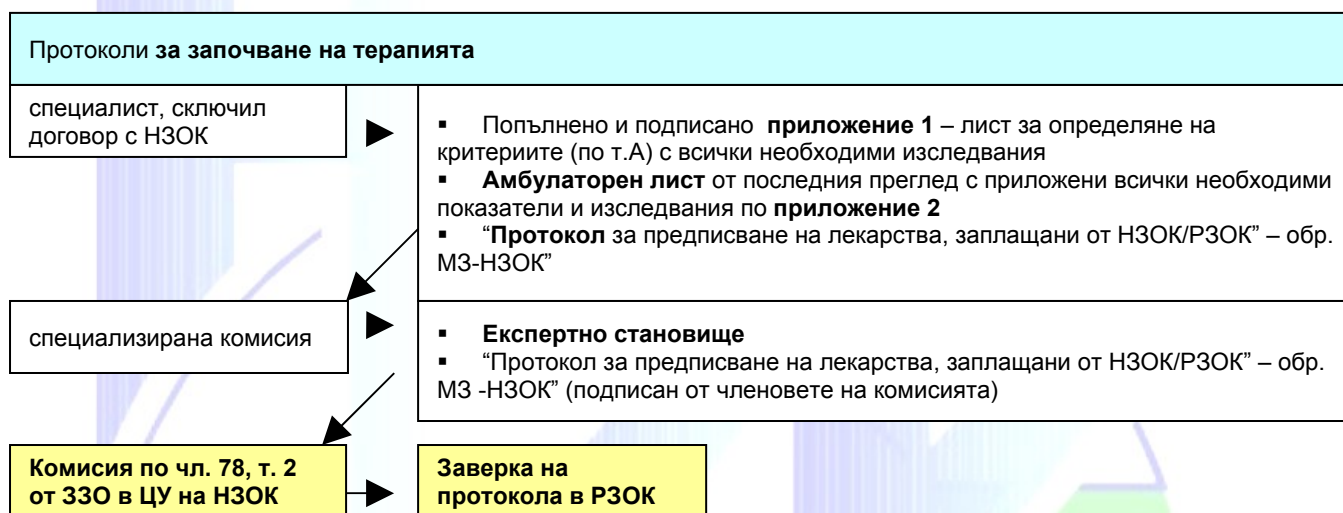 Протоколи за започване на терапията
специалист, сключил
договор с НЗОК
▪ Попълнено и подписано приложение 1 – лист за определяне на
критериите (по т.А) с всички необходими изследвания
▪ Амбулаторен лист от последния преглед с приложени всички необходими
показатели и изследвания по приложение 2
▪ “Протокол за предписване на лекарства, заплащани от НЗОК/РЗОК” – обр.
МЗ-НЗОК”
специализирана комисия
▪ Експертно становище
▪ “Протокол за предписване на лекарства, заплащани от НЗОК/РЗОК” – обр.
МЗ -НЗОК” (подписан от членовете на комисията)
Комисия по чл. 78, т. 2
от ЗЗО в ЦУ на НЗОК
Заверка на
протокола в РЗОК